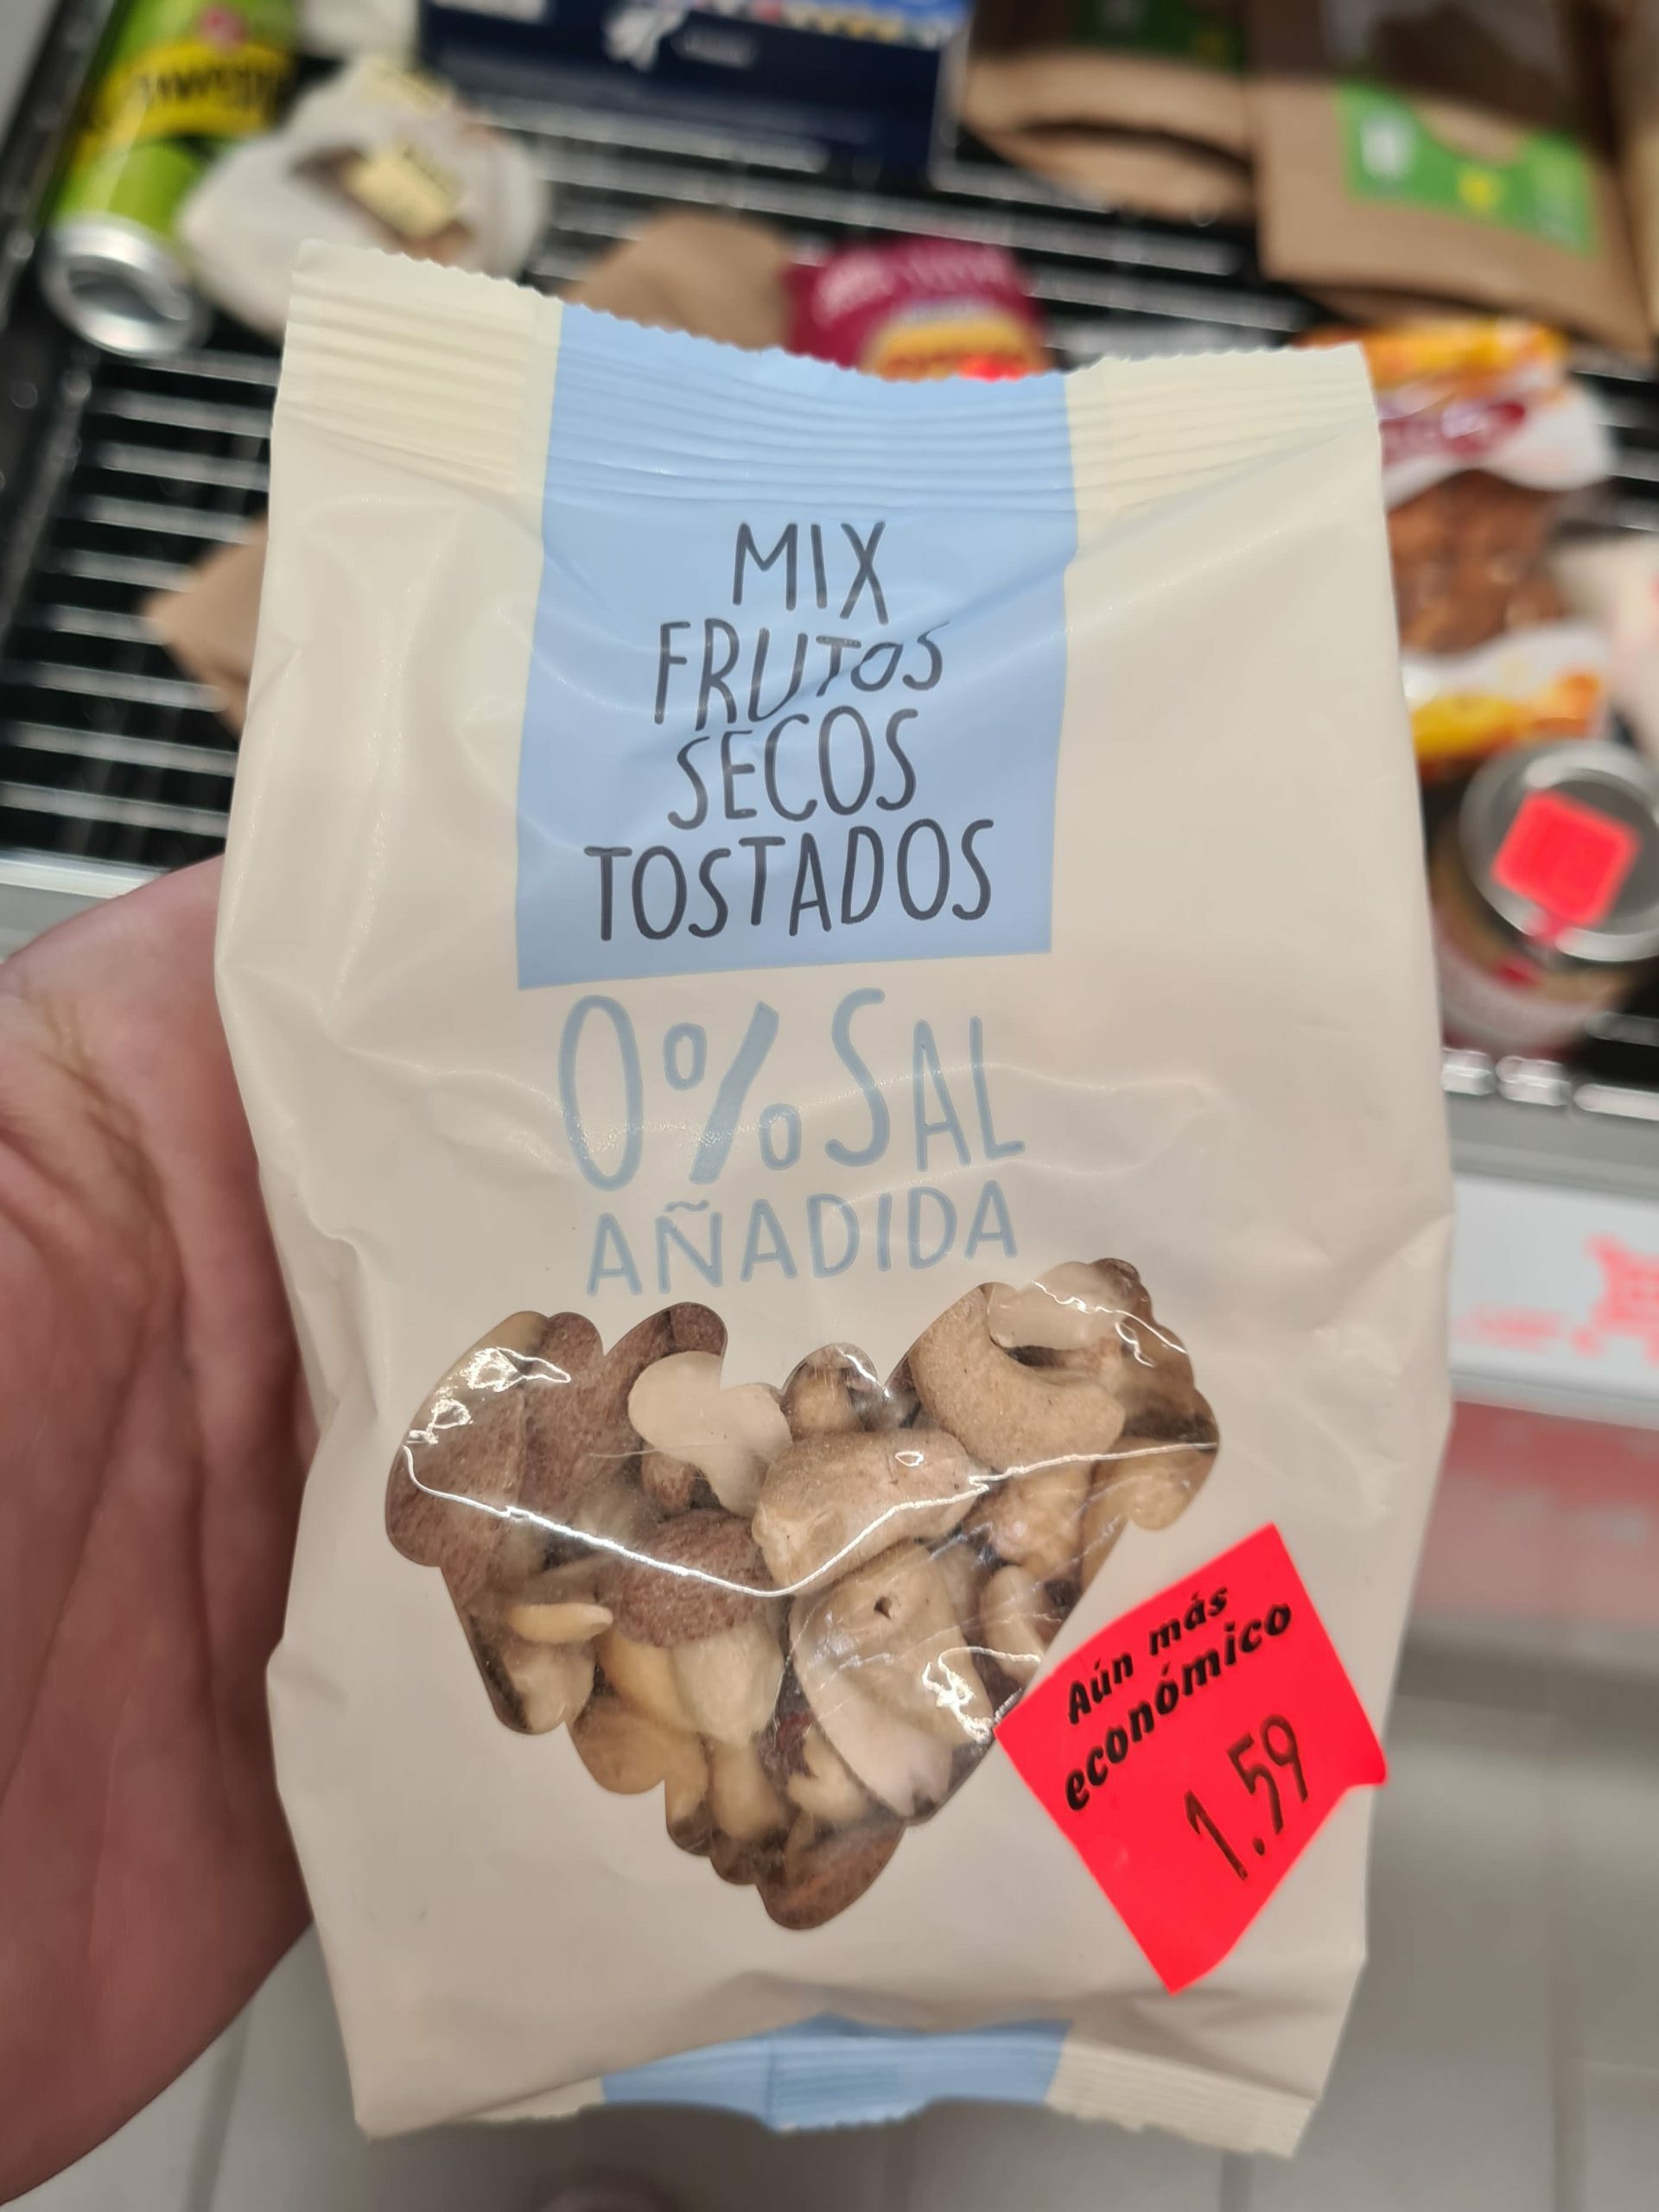 MIX
FRUTOS
SECOS
TOSTADOS
0% SAL
AÑADIDA
Aún más
económico
1.59